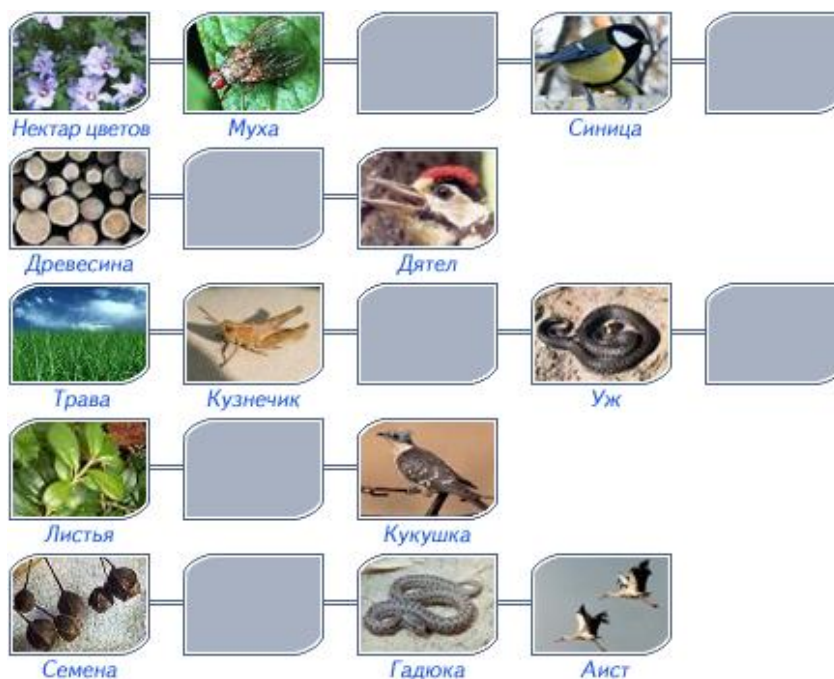 Нектар цветов Муха Синица
Древесина Дятел
Трава Кузнечик Уж
Листья Кукушка
Семена Гадюка Аист